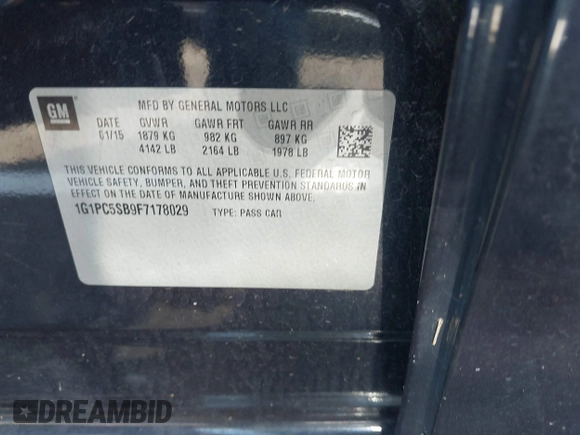 GM
MFD BY GENERAL MOTORS LLC
DATE GVWR GAWR FRT GAWR RR
01/15 1879 KG 982 KG 897 KG
4142 LB 2164 LB 1978 LB
THIS VEHICLE CONFORMS TO ALL APPLICABLE U.S. FEDERAL MOTOR
VEHICLE SAFETY, BUMPER, AND THEFT PREVENTION STANDARDS IN
EFFECT ON THE DATE OF MANUFACTURE SHOWN ABOVE.
1G1PC5SB9F7178029 TYPE: PASS CAR
DREAMBID